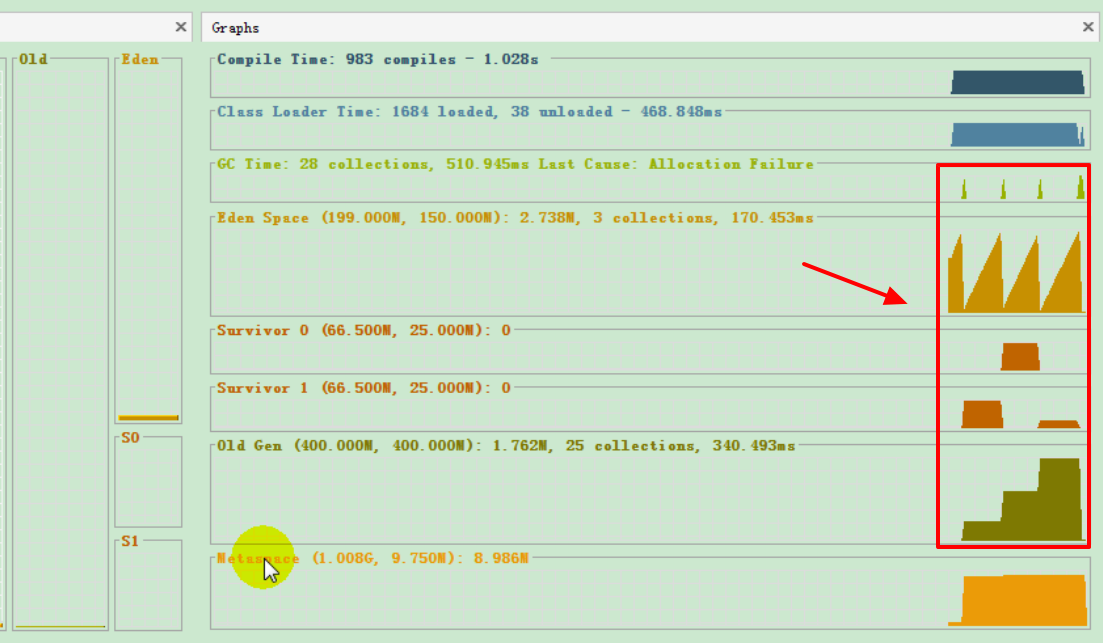 Graphs
Old
Eden
S0
S1
Compile Time: 983 compiles - 1.028s
Class Loader Time: 1684 loaded, 38 unloaded - 468.848ms
GC Time: 28 collections, 510.945ms Last Cause: Allocation Failure
Eden Space (199.000M, 150.000M): 2.738M, 3 collections, 170.453ms
Survivor 0 (66.500M, 25.000M): 0
Survivor 1 (66.500M, 25.000M): 0
Old Gen (400.000M, 400.000M): 1.762M, 25 collections, 340.493ms
Metaspace (1.008G, 9.750M): 8.986M